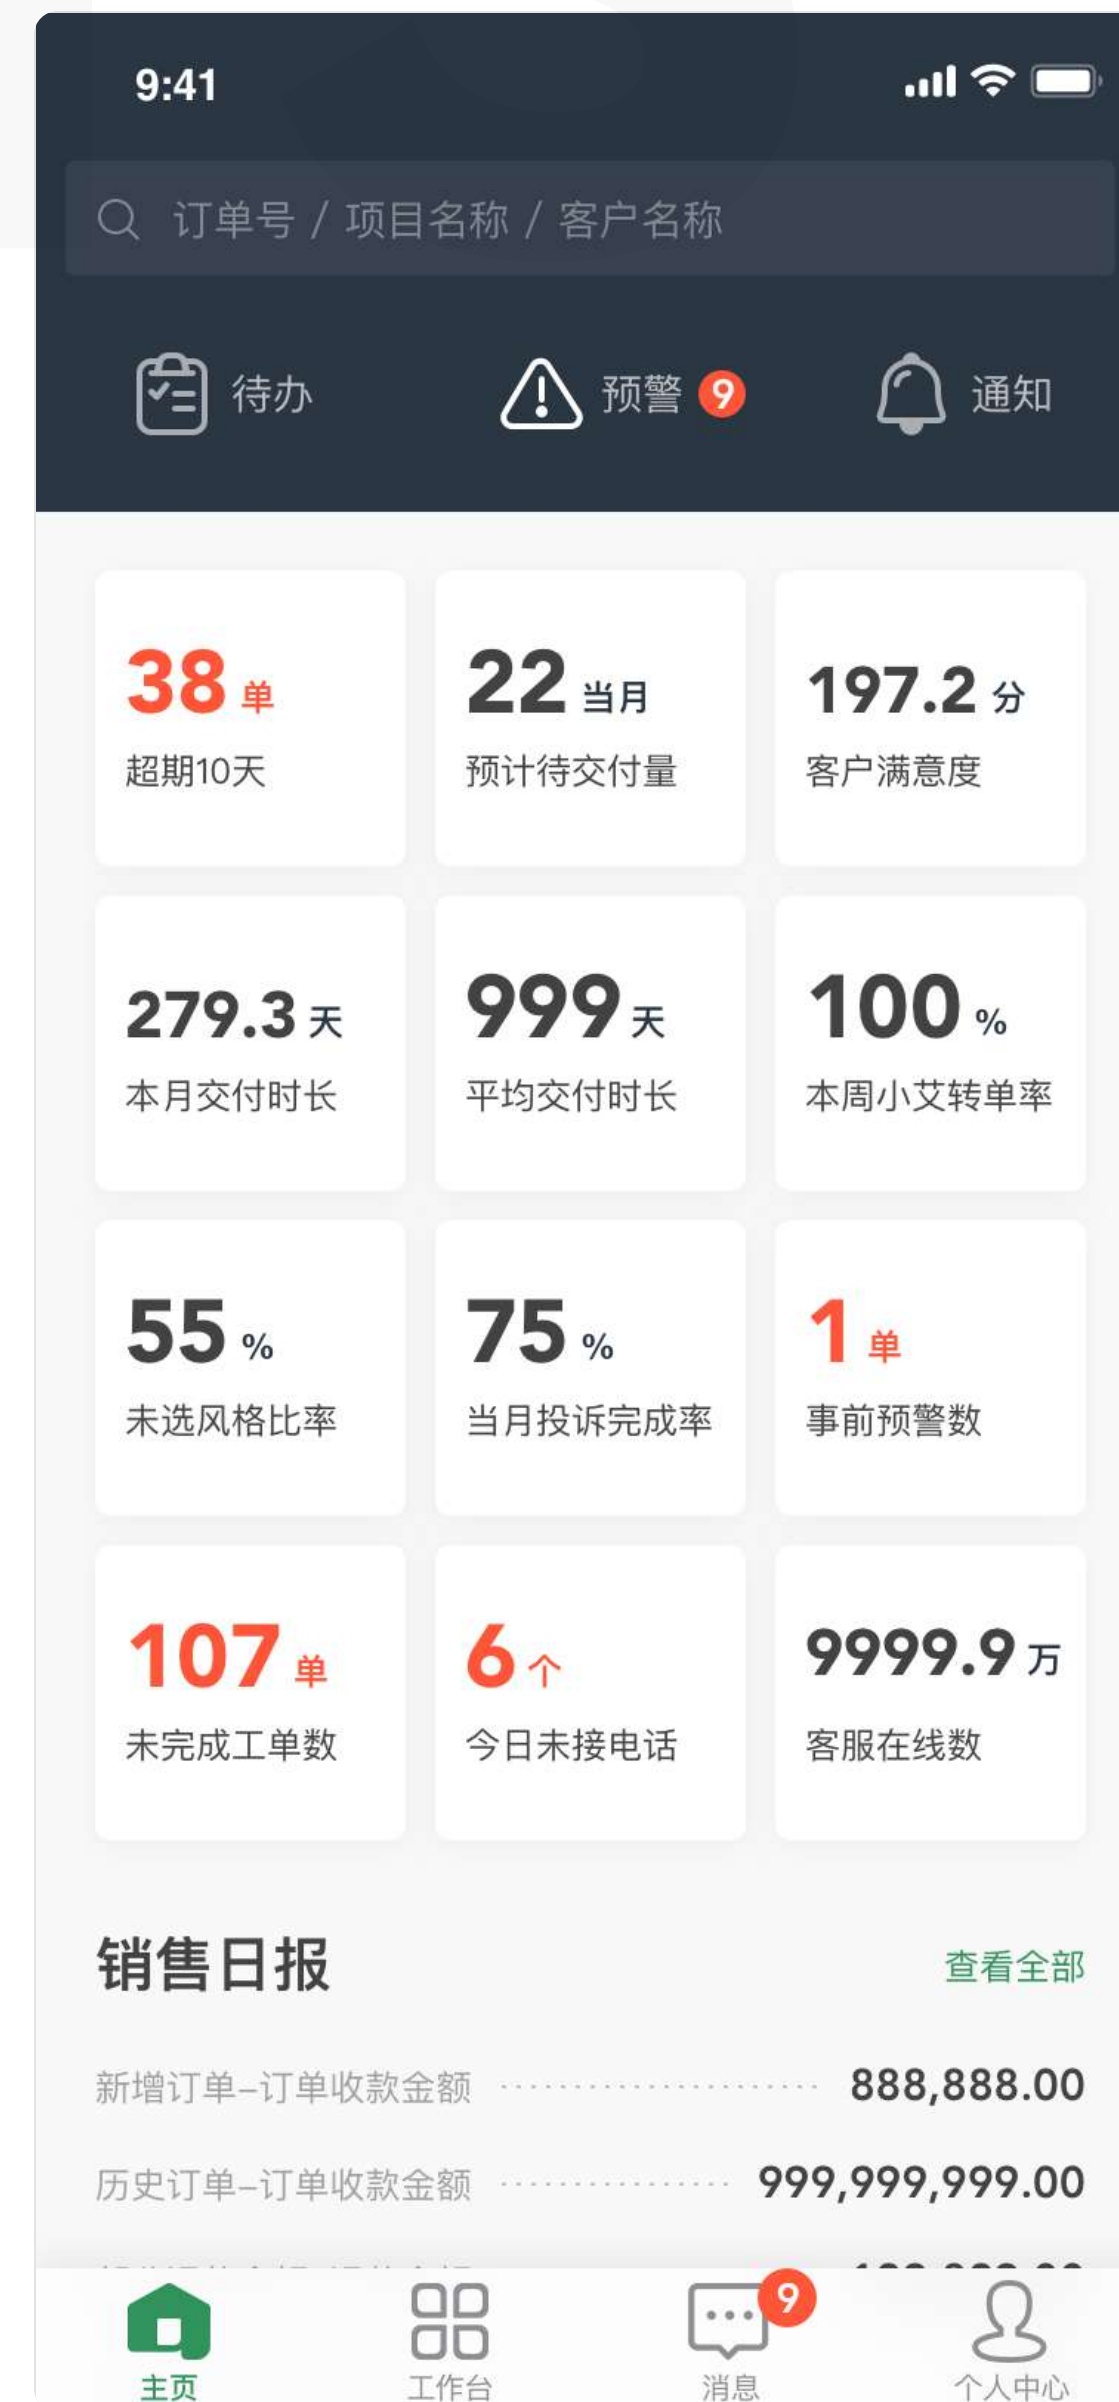 9:41
订单号 / 项目名称 / 客户名称
待办 预警 9 通知
38 单 22 当月 197.2 分
超期10天 预计待交付量 客户满意度
279.3 天 999 天 100 %
本月交付时长 平均交付时长 本周小艾转单率
55 % 75 % 1 单
未选风格比率 当月投诉完成率 事前预警数
107 单 6 个 9999.9 万
未完成工单数 今日未接电话 客服在线数
销售日报 查看全部
新增订单-订单收款金额 888,888.00
历史订单-订单收款金额 999,999,999.00
9
主页 工作台 消息 个人中心